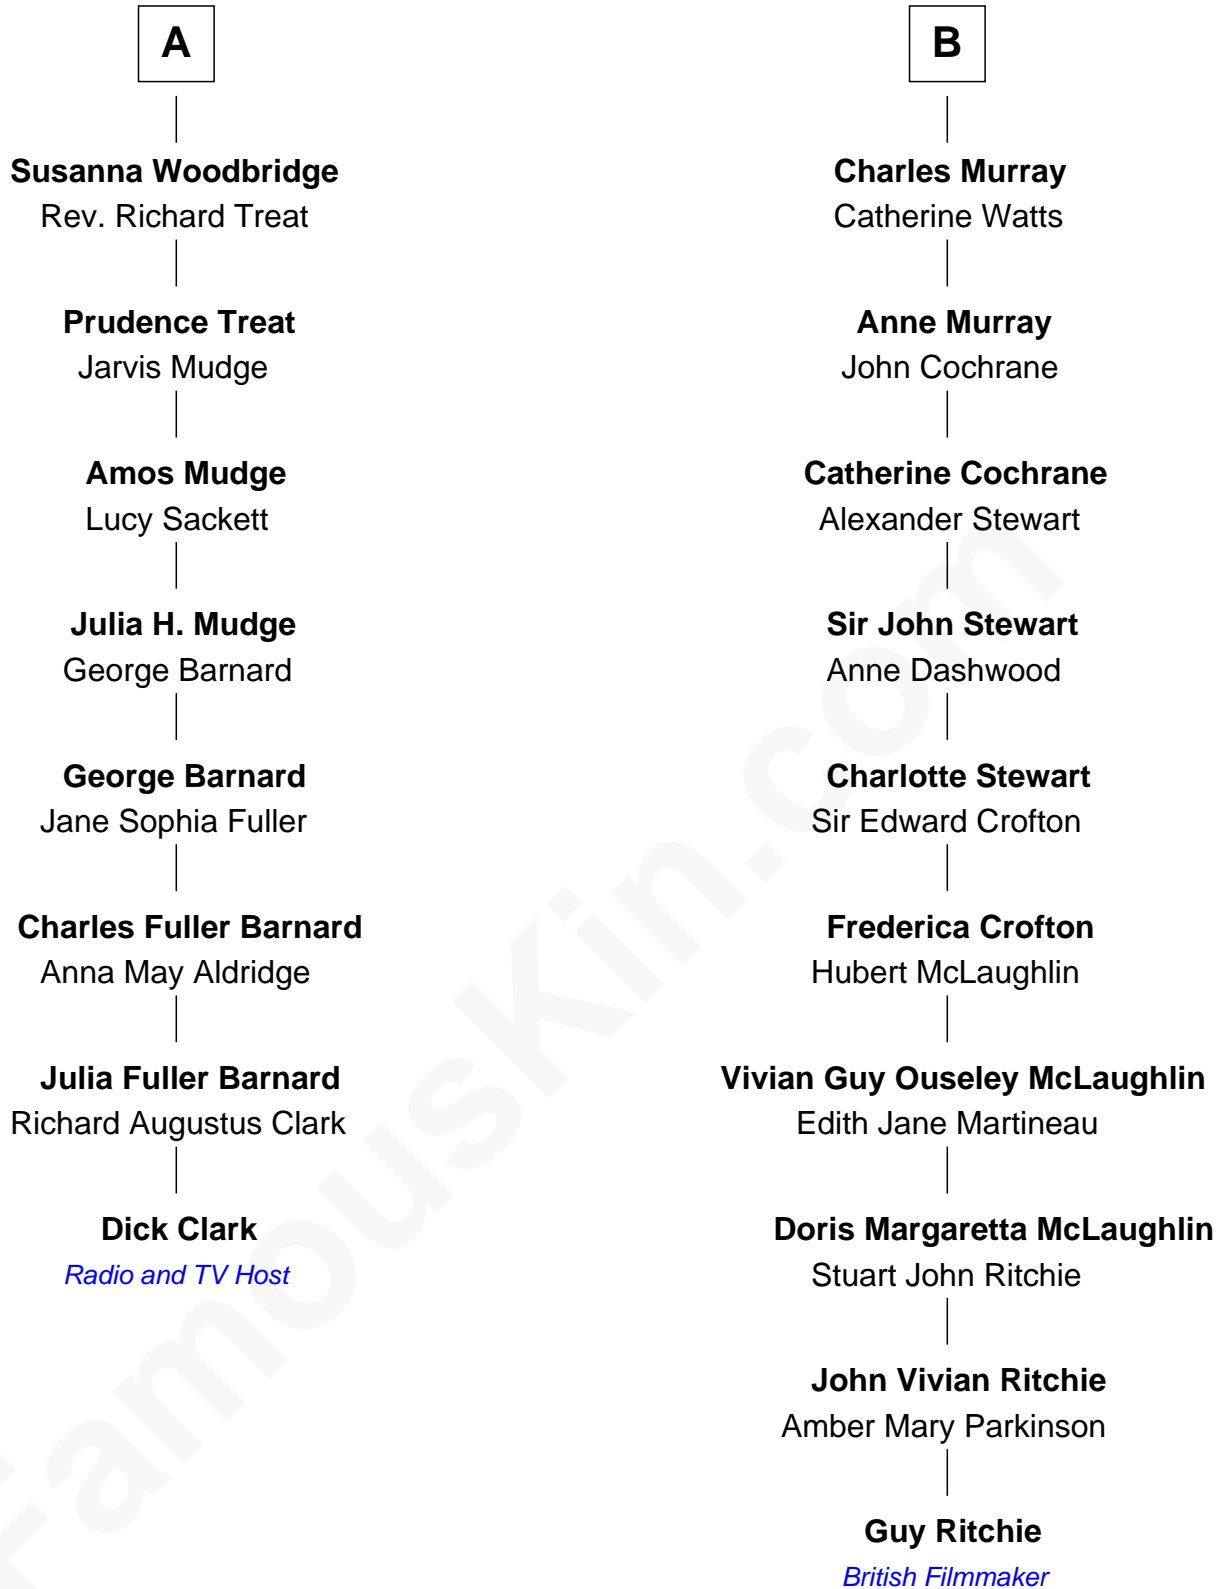 A
Susanna Woodbridge
Rev. Richard Treat
Prudence Treat
Jarvis Mudge
Amos Mudge
Lucy Sackett
Julia H. Mudge
George Barnard
George Barnard
Jane Sophia Fuller
Charles Fuller Barnard
Anna May Aldridge
Julia Fuller Barnard
Richard Augustus Clark
Dick Clark
Radio and TV Host
B
Charles Murray
Catherine Watts
Anne Murray
John Cochrane
Catherine Cochrane
Alexander Stewart
Sir John Stewart
Anne Dashwood
Charlotte Stewart
Sir Edward Crofton
Frederica Crofton
Hubert McLaughlin
Vivian Guy Ouseley McLaughlin
Edith Jane Martineau
Doris Margaretta McLaughlin
Stuart John Ritchie
John Vivian Ritchie
Amber Mary Parkinson
Guy Ritchie
British Filmmaker
FamousKin.com